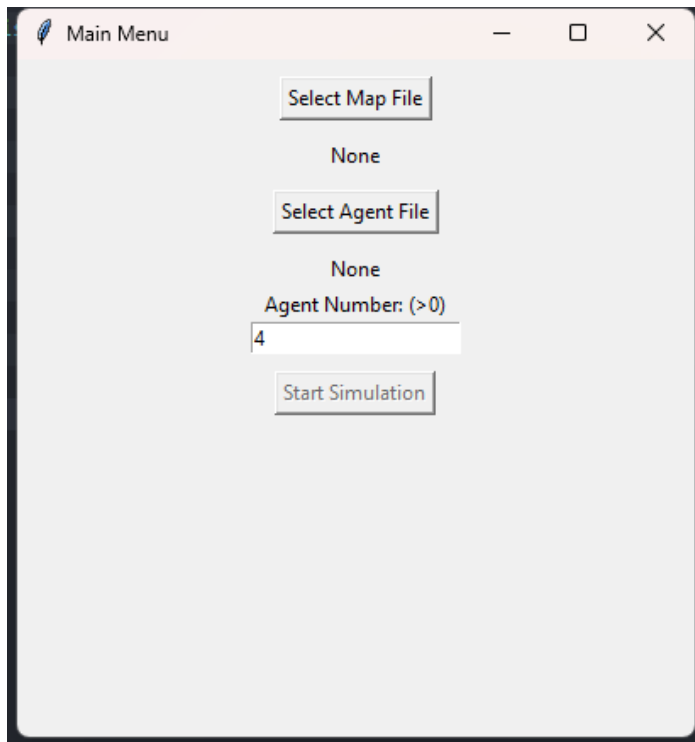 Main Menu
Select Map File
None
Select Agent File
None
Agent Number: (>0)
4
Start Simulation